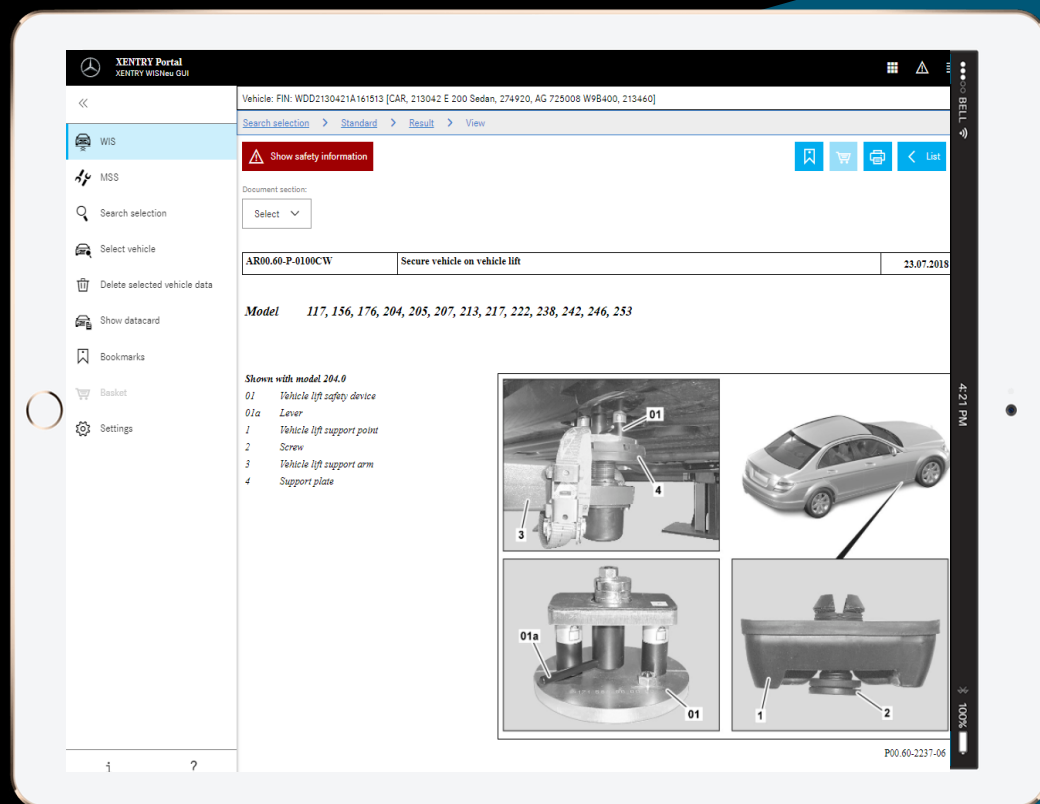 XENTRY Portal
XENTRY WISNeu GUI
Vehicle: FIN: WDD2130421A161513 [CAR, 213042 E 200 Sedan, 274920, AG 725008 W9B400, 213460]
Search selection > Standard > Result > View
WIS
MSS
Search selection
Select vehicle
Delete selected vehicle data
Show datacard
Bookmarks
Basket
Settings
i ?
Show safety information
List
Document section:
Select
AR00.60-P-0100CW Secure vehicle on vehicle lift 23.07.2018
Model 117, 156, 176, 204, 205, 207, 213, 217, 222, 238, 242, 246, 253
Shown with model 204.0
01 Vehicle lift safety device
01a Lever
1 Vehicle lift support point
2 Screw
3 Vehicle lift support arm
4 Support plate
01
4
3
01a
01
1
2
P00.60-2237-06
BELL
4:21 PM
100%